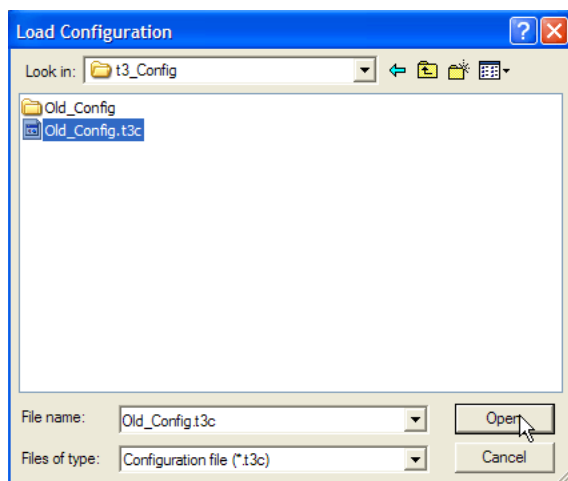 Load Configuration
Look in: t3_Config
Old_Config
Old_Config.t3c
File name: Old_Config.t3c Open
Files of type: Configuration file (*.t3c) Cancel